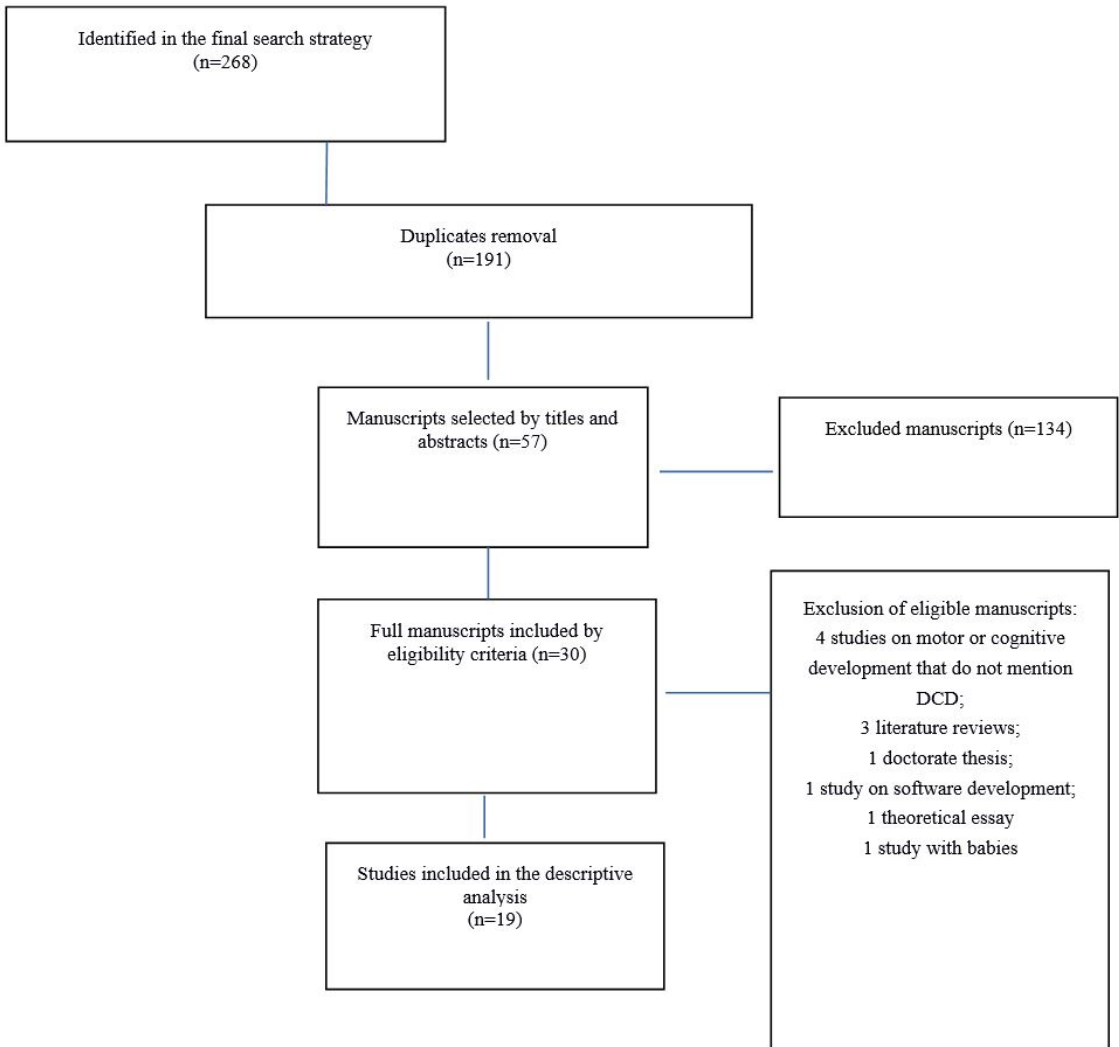 Identified in the final search strategy
(n=268)
Duplicates removal
(n=191)
Manuscripts selected by titles and
abstracts (n=57)
Excluded manuscripts (n=134)
Full manuscripts included by
eligibility criteria (n=30)
Exclusion of eligible manuscripts:
4 studies on motor or cognitive
development that do not mention
DCD;
3 literature reviews;
1 doctorate thesis;
1 study on software development;
1 theoretical essay
1 study with babies
Studies included in the descriptive
analysis
(n=19)